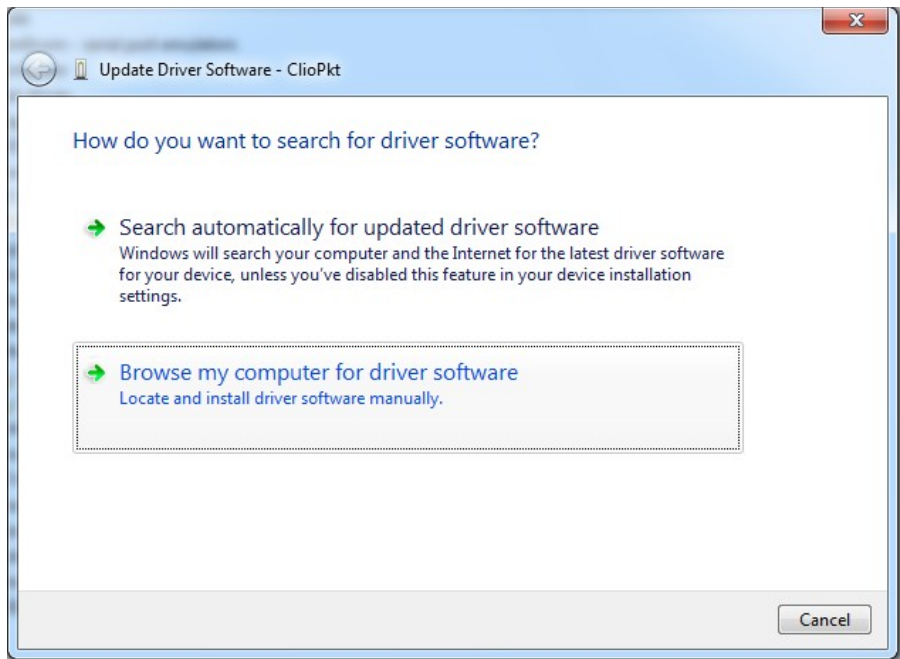 Update Driver Software - ClioPkt
How do you want to search for driver software?
Search automatically for updated driver software
Windows will search your computer and the Internet for the latest driver software
for your device, unless you've disabled this feature in your device installation
settings.
Browse my computer for driver software
Locate and install driver software manually.
Cancel